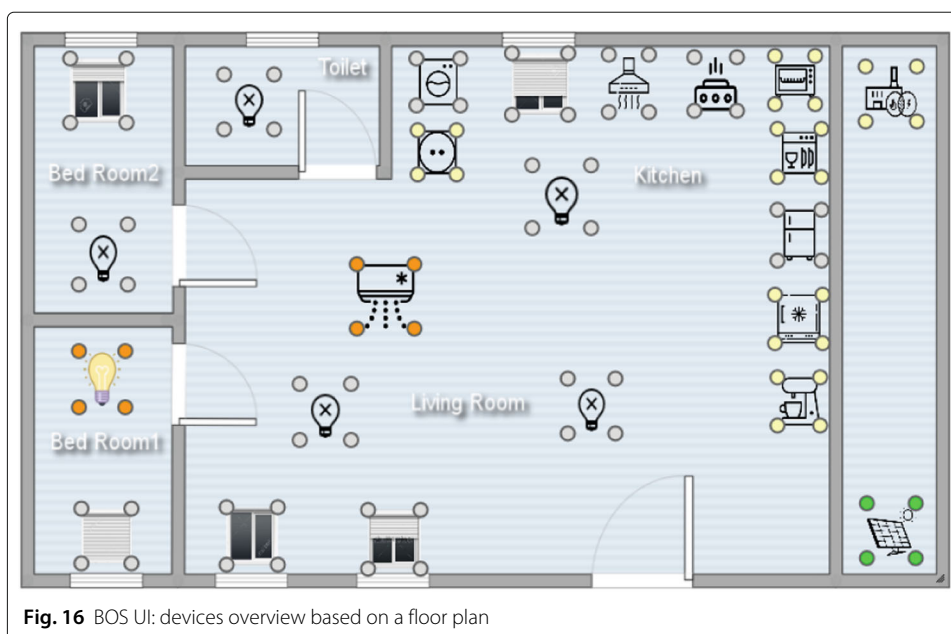 Toilet
Bed Room2
Kitchen
Living Room
Bed Room1
Fig. 16 BOS UI: devices overview based on a floor plan